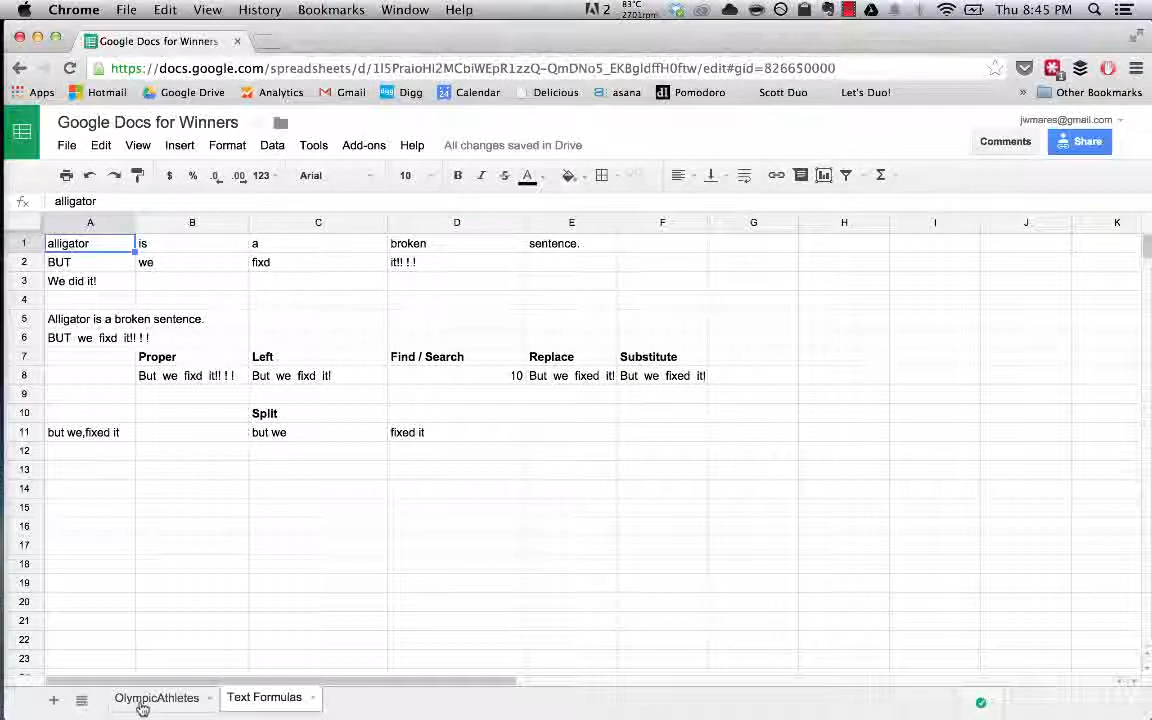 Chrome File Edit View History Bookmarks Window Help 2 83°C 2701rpm Thu 8:45 PM
Google Docs for Winners
docs.google.com/spreadsheets/d/
Apps Hotmail Google Drive Analytics Gmail Digg Calendar Delicious asana Pomodoro Scott Duo Let's Duo! » Other Bookmarks
Google Docs for Winners
jwmares@gmail.com
File Edit View Insert Format Data Tools Add-ons Help All changes saved in Drive Comments Share
$ % .0 .00 123 Arial 10 B I S A Σ
fx alligator
A B C D E F G H I J K
1 alligator is a broken sentence.
2 BUT we fixd it!! ! !
3 We did it!
4
5 Alligator is a broken sentence.
6 BUT we fixd it!! ! !
7 Proper Left Find / Search Replace Substitute
8 But we fixd it!! ! ! But we fixd it! 10 But we fixed it! But we fixed it!
9
10 Split
11 but we,fixed it but we fixed it
12
13
14
15
16
17
18
19
20
21
22
23
+ OlympicAthletes Text Formulas